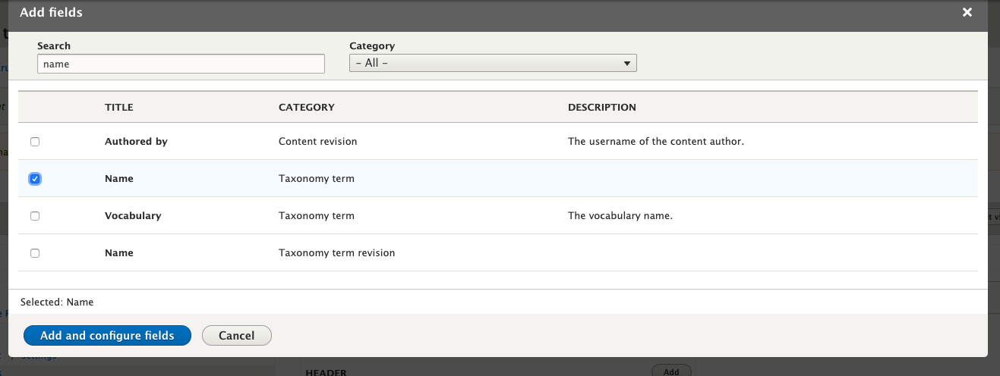 Add fields
Search Category
name – All –
TITLE CATEGORY DESCRIPTION
Authored by Content revision The username of the content author.
Name Taxonomy term
Vocabulary Taxonomy term The vocabulary name.
Name Taxonomy term revision
Selected: Name
Add and configure fields Cancel
HEADER Add